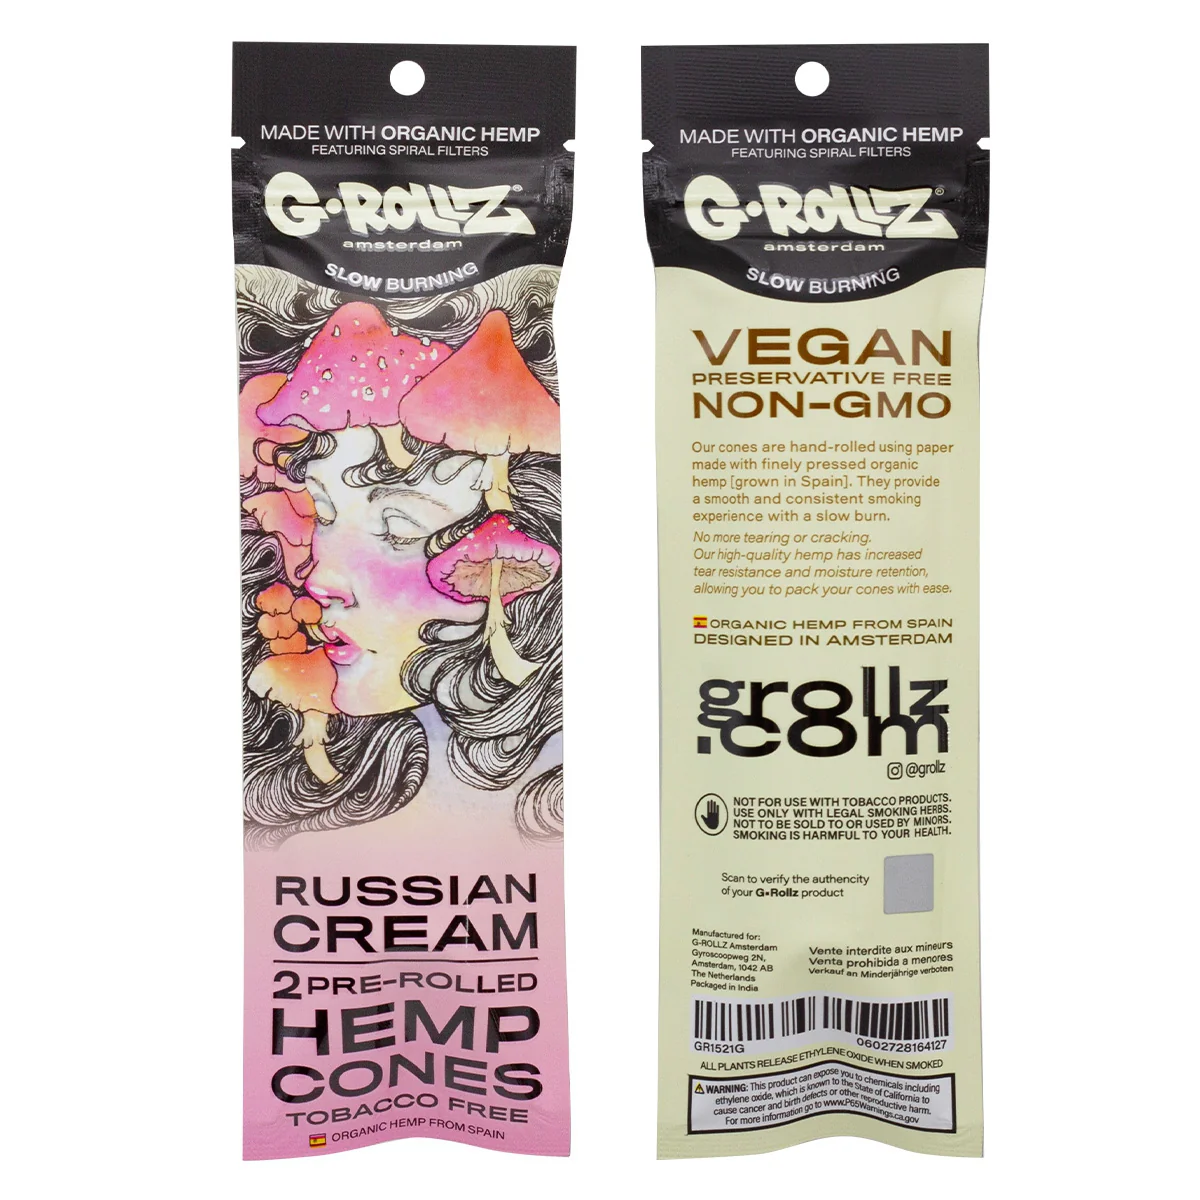 MADE WITH ORGANIC HEMP
FEATURING SPIRAL FILTERS
G•ROLLZ®
amsterdam
SLOW BURNING
RUSSIAN
CREAM
2 PRE-ROLLED
HEMP
CONES
TOBACCO FREE
ORGANIC HEMP FROM SPAIN
MADE WITH ORGANIC HEMP
FEATURING SPIRAL FILTERS
G•ROLLZ®
amsterdam
SLOW BURNING
VEGAN
PRESERVATIVE FREE
NON-GMO
Our cones are hand-rolled using paper
made with finely pressed organic
hemp [grown in Spain]. They provide
a smooth and consistent smoking
experience with a slow burn.
No more tearing or cracking.
Our high-quality hemp has increased
tear resistance and moisture retention,
allowing you to pack your cones with ease.
ORGANIC HEMP FROM SPAIN
DESIGNED IN AMSTERDAM
grollz
.com
@grollz
NOT FOR USE WITH TOBACCO PRODUCTS.
USE ONLY WITH LEGAL SMOKING HERBS.
NOT TO BE SOLD TO OR USED BY MINORS.
SMOKING IS HARMFUL TO YOUR HEALTH.
Scan to verify the authencity
of your G•Rollz product
Manufactured for:
G-ROLLZ Amsterdam
Gyroscoopweg 2N,
Amsterdam, 1042 AB
The Netherlands
Packaged in India
Vente interdite aux mineurs
Venta prohibida a menores
Verkauf an Minderjährige verboten
GR1521G
0602728164127
ALL PLANTS RELEASE ETHYLENE OXIDE WHEN SMOKED
WARNING: This product can expose you to chemicals including
ethylene oxide, which is known to the State of California to
cause cancer and birth defects or other reproductive harm.
For more information go to www.P65Warnings.ca.gov